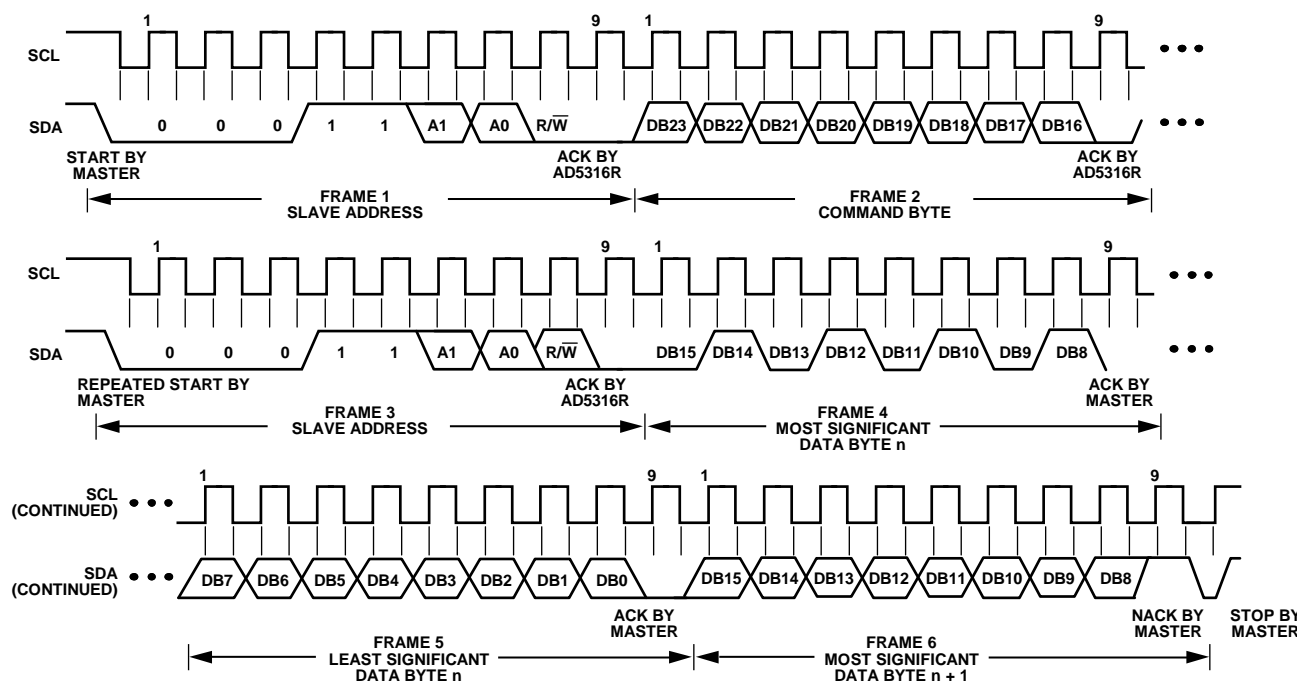 1 9 1 9
SCL
SDA 0 0 0 1 1 A1 A0 R/W̅ DB23 DB22 DB21 DB20 DB19 DB18 DB17 DB16
START BY
MASTER
ACK BY
AD5316R
ACK BY
AD5316R
FRAME 1
SLAVE ADDRESS
FRAME 2
COMMAND BYTE
1 9 1 9
SCL
SDA 0 0 0 1 1 A1 A0 R/W̅ DB15 DB14 DB13 DB12 DB11 DB10 DB9 DB8
REPEATED START BY
MASTER
ACK BY
AD5316R
ACK BY
MASTER
FRAME 3
SLAVE ADDRESS
FRAME 4
MOST SIGNIFICANT
DATA BYTE n
1 9 1 9
SCL
(CONTINUED)
SDA
(CONTINUED)
DB7 DB6 DB5 DB4 DB3 DB2 DB1 DB0 DB15 DB14 DB13 DB12 DB11 DB10 DB9 DB8
ACK BY
MASTER
NACK BY
MASTER
STOP BY
MASTER
FRAME 5
LEAST SIGNIFICANT
DATA BYTE n
FRAME 6
MOST SIGNIFICANT
DATA BYTE n + 1